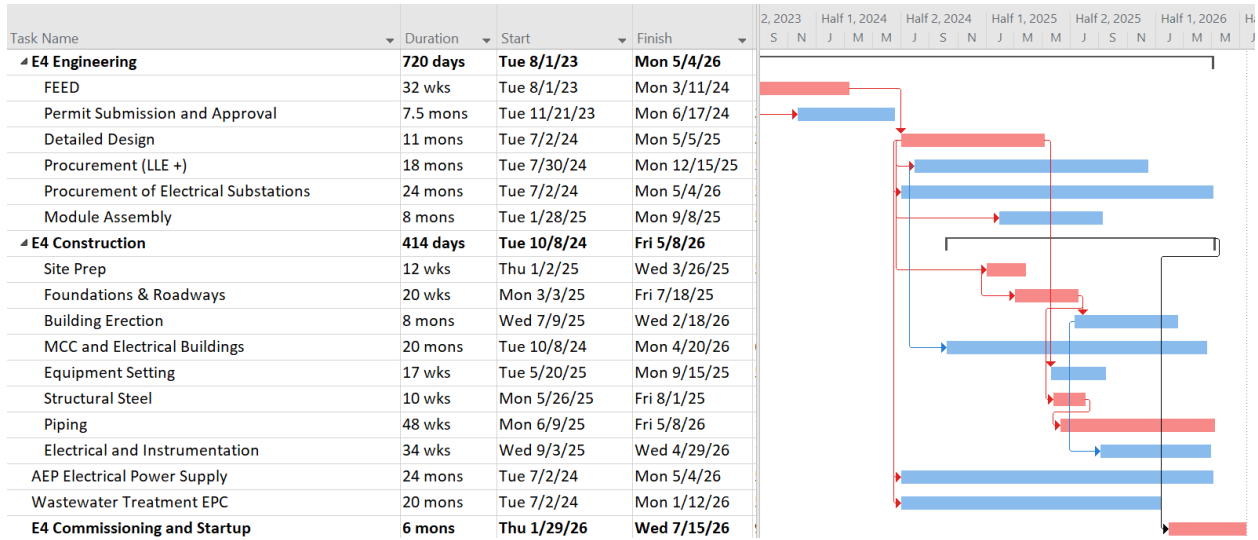 2, 2023 Half 1, 2024 Half 2, 2024 Half 1, 2025 Half 2, 2025 Half 1, 2026 Ha
Task Name Duration Start Finish S N J M M J S N J M M J S N J M M J
E4 Engineering 720 days Tue 8/1/23 Mon 5/4/26
FEED 32 wks Tue 8/1/23 Mon 3/11/24
Permit Submission and Approval 7.5 mons Tue 11/21/23 Mon 6/17/24
Detailed Design 11 mons Tue 7/2/24 Mon 5/5/25
Procurement (LLE +) 18 mons Tue 7/30/24 Mon 12/15/25
Procurement of Electrical Substations 24 mons Tue 7/2/24 Mon 5/4/26
Module Assembly 8 mons Tue 1/28/25 Mon 9/8/25
E4 Construction 414 days Tue 10/8/24 Fri 5/8/26
Site Prep 12 wks Thu 1/2/25 Wed 3/26/25
Foundations & Roadways 20 wks Mon 3/3/25 Fri 7/18/25
Building Erection 8 mons Wed 7/9/25 Wed 2/18/26
MCC and Electrical Buildings 20 mons Tue 10/8/24 Mon 4/20/26
Equipment Setting 17 wks Tue 5/20/25 Mon 9/15/25
Structural Steel 10 wks Mon 5/26/25 Fri 8/1/25
Piping 48 wks Mon 6/9/25 Fri 5/8/26
Electrical and Instrumentation 34 wks Wed 9/3/25 Wed 4/29/26
AEP Electrical Power Supply 24 mons Tue 7/2/24 Mon 5/4/26
Wastewater Treatment EPC 20 mons Tue 7/2/24 Mon 1/12/26
E4 Commissioning and Startup 6 mons Thu 1/29/26 Wed 7/15/26